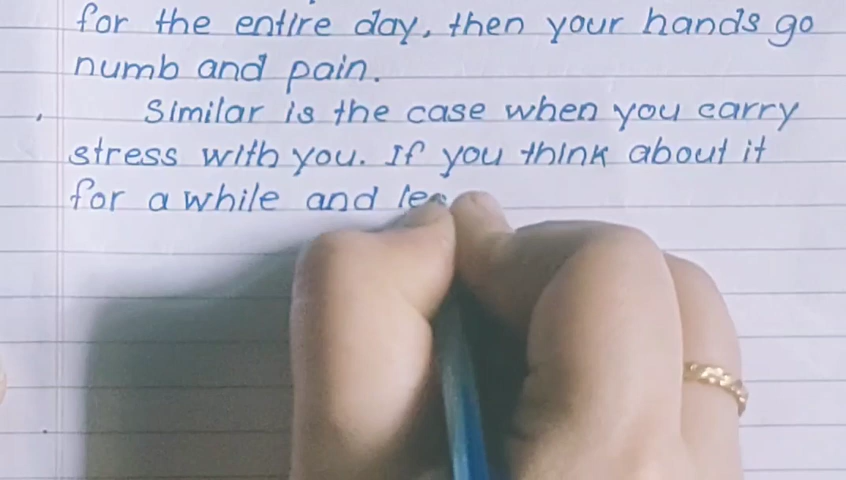 for the entire day, then your hands go
numb and pain.
Similar is the case when you carry
stress with you. If you think about it
for a while and